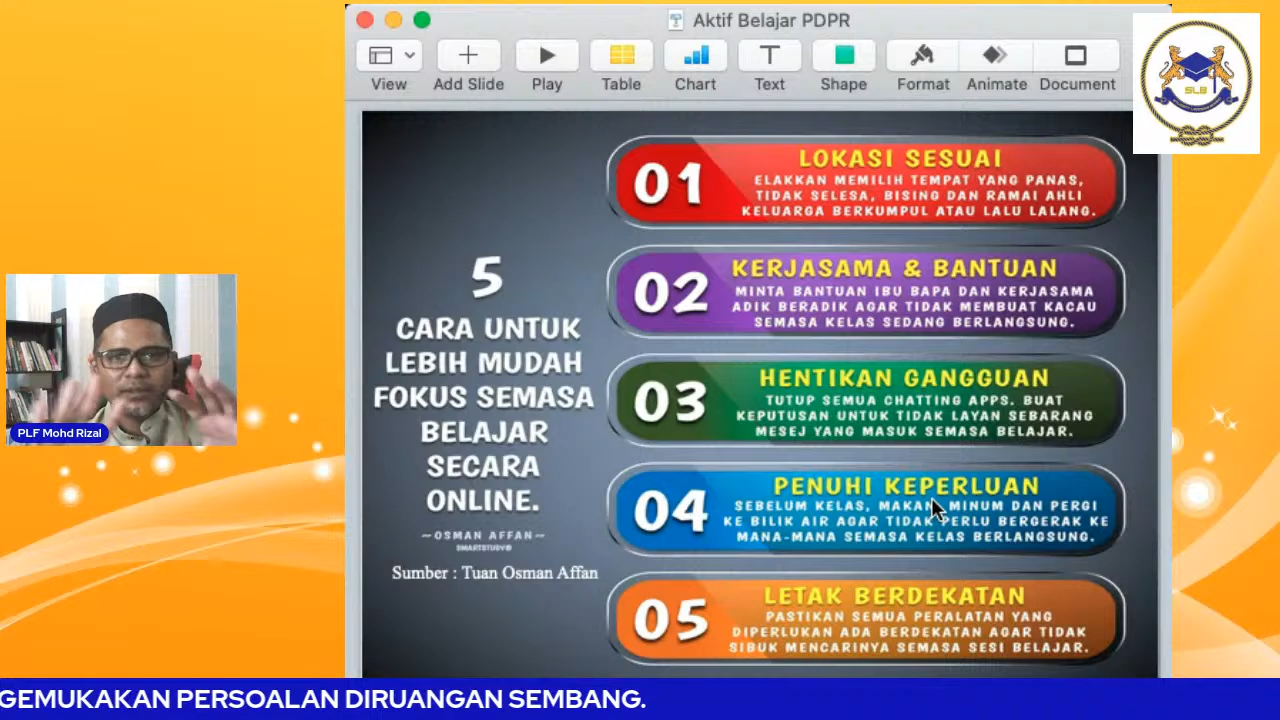 Aktif Belajar PDPR
View
Add Slide
Play
Table
Chart
Text
Shape
Format
Animate
Document
SLB
5
CARA UNTUK
LEBIH MUDAH
FOKUS SEMASA
BELAJAR
SECARA
ONLINE.
~OSMAN AFFAN~
SMARTSTUDY®
Sumber : Tuan Osman Affan
01
LOKASI SESUAI
ELAKKAN MEMILIH TEMPAT YANG PANAS,
TIDAK SELESA, BISING DAN RAMAI AHLI
KELUARGA BERKUMPUL ATAU LALU LALANG.
02
KERJASAMA & BANTUAN
MINTA BANTUAN IBU BAPA DAN KERJASAMA
ADIK BERADIK AGAR TIDAK MEMBUAT KACAU
SEMASA KELAS SEDANG BERLANGSUNG.
03
HENTIKAN GANGGUAN
TUTUP SEMUA CHATTING APPS. BUAT
KEPUTUSAN UNTUK TIDAK LAYAN SEBARANG
MESEJ YANG MASUK SEMASA BELAJAR.
04
PENUHI KEPERLUAN
SEBELUM KELAS, MAKAN, MINUM DAN PERGI
KE BILIK AIR AGAR TIDAK PERLU BERGERAK KE
MANA-MANA SEMASA KELAS BERLANGSUNG.
05
LETAK BERDEKATAN
PASTIKAN SEMUA PERALATAN YANG
DIPERLUKAN ADA BERDEKATAN AGAR TIDAK
SIBUK MENCARINYA SEMASA SESI BELAJAR.
PLF Mohd Rizal
GEMUKAKAN PERSOALAN DIRUANGAN SEMBANG.